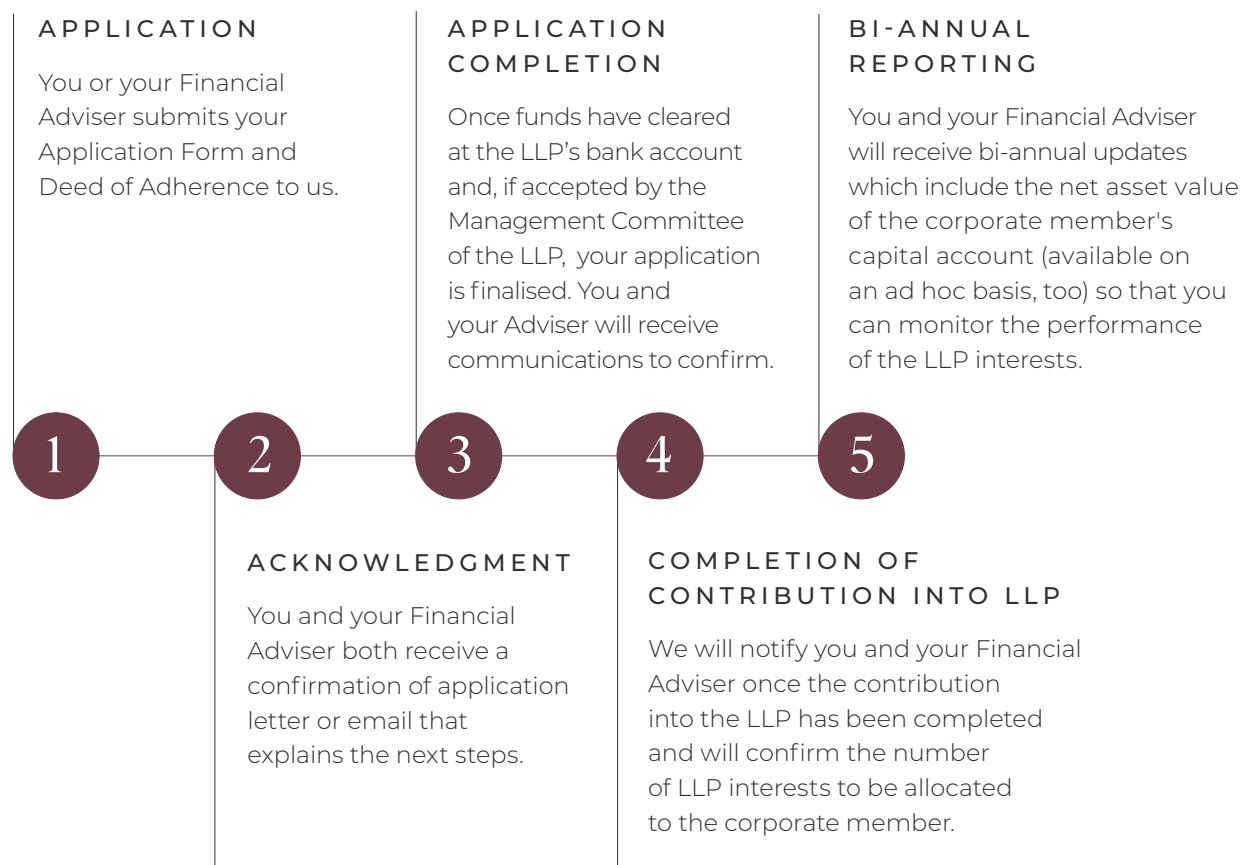 APPLICATION
You or your Financial
Adviser submits your
Application Form and
Deed of Adherence to us.
APPLICATION
COMPLETION
Once funds have cleared
at the LLP's bank account
and, if accepted by the
Management Committee
of the LLP, your application
is finalised. You and
your Adviser will receive
communications to confirm.
BI-ANNUAL
REPORTING
You and your Financial Adviser
will receive bi-annual updates
which include the net asset value
of the corporate member's
capital account (available on
an ad hoc basis, too) so that you
can monitor the performance
of the LLP interests.
1
2
3
4
5
ACKNOWLEDGMENT
You and your Financial
Adviser both receive a
confirmation of application
letter or email that
explains the next steps.
COMPLETION OF
CONTRIBUTION INTO LLP
We will notify you and your Financial
Adviser once the contribution
into the LLP has been completed
and will confirm the number
of LLP interests to be allocated
to the corporate member.